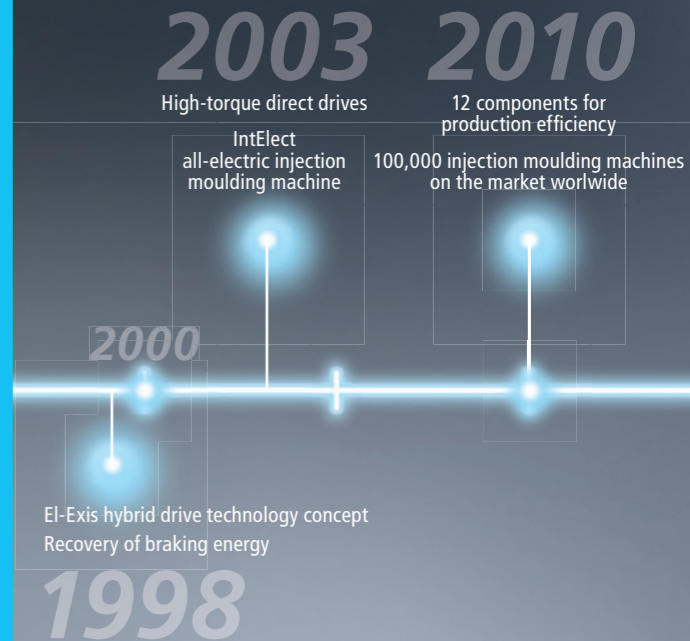 2003
High-torque direct drives
IntElect
all-electric injection
moulding machine
2010
12 components for
production efficiency
100,000 injection moulding machines
on the market worlwide
2000
El-Exis hybrid drive technology concept
Recovery of braking energy
1998